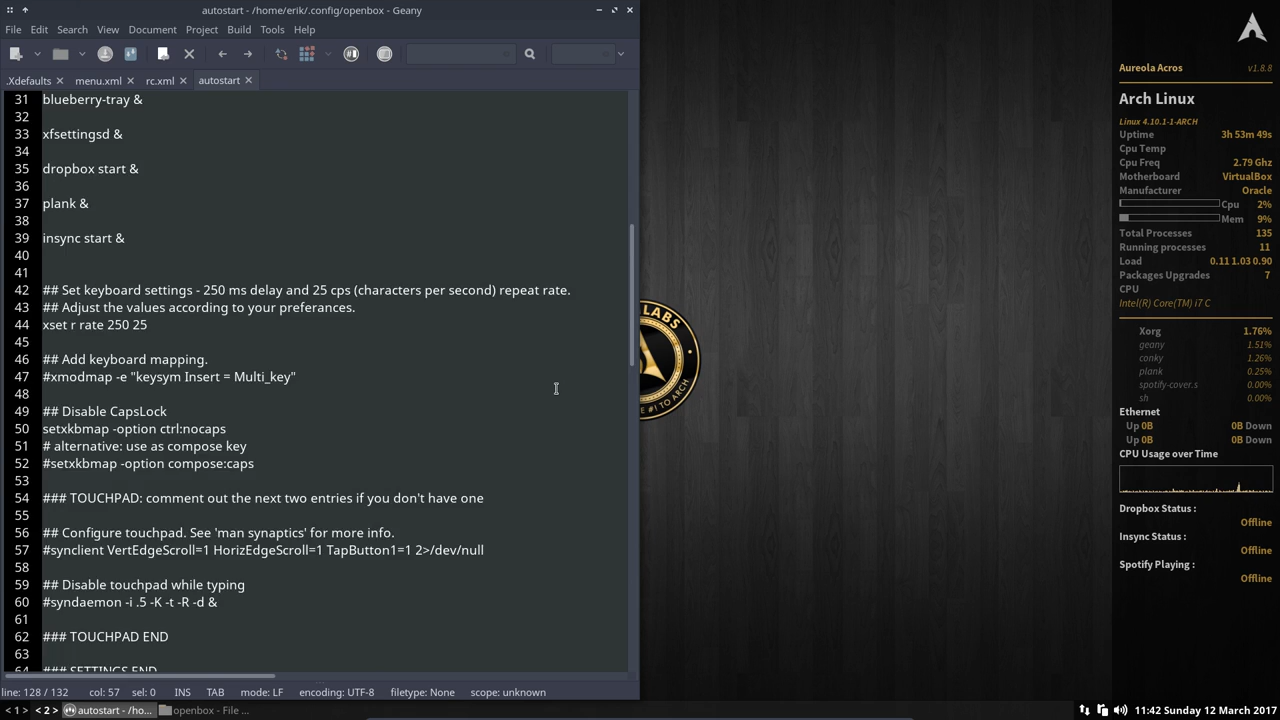 autostart - /home/erik/.config/openbox - Geany
File Edit Search View Document Project Build Tools Help
.Xdefaults menu.xml rc.xml autostart
31 blueberry-tray &
32
33 xfsettingsd &
34
35 dropbox start &
36
37 plank &
38
39 insync start &
40
41
42 ## Set keyboard settings - 250 ms delay and 25 cps (characters per second) repeat rate.
43 ## Adjust the values according to your preferances.
44 xset r rate 250 25
45
46 ## Add keyboard mapping.
47 #xmodmap -e "keysym Insert = Multi_key"
48
49 ## Disable CapsLock
50 setxkbmap -option ctrl:nocaps
51 # alternative: use as compose key
52 #setxkbmap -option compose:caps
53
54 ### TOUCHPAD: comment out the next two entries if you don't have one
55
56 ## Configure touchpad. See 'man synaptics' for more info.
57 #synclient VertEdgeScroll=1 HorizEdgeScroll=1 TapButton1=1 2>/dev/null
58
59 ## Disable touchpad while typing
60 #syndaemon -i .5 -K -t -R -d &
61
62 ### TOUCHPAD END
63
64 ### SETTINGS END
line: 128 / 132 col: 57 sel: 0 INS TAB mode: LF encoding: UTF-8 filetype: None scope: unknown
LABS
#1 TO ARCH
Aureola Acros v1.8.8
Arch Linux
Linux 4.10.1-1-ARCH
Uptime 3h 53m 49s
Cpu Temp
Cpu Freq 2.79 Ghz
Motherboard VirtualBox
Manufacturer Oracle
Cpu 2%
Mem 9%
Total Processes 135
Running processes 11
Load 0.11 1.03 0.90
Packages Upgrades 7
CPU
Intel(R) Core(TM) i7 C
Xorg 1.76%
geany 1.51%
conky 1.26%
plank 0.25%
spotify-cover.s 0.00%
sh 0.00%
Ethernet
Up 0B 0B Down
Up 0B 0B Down
CPU Usage over Time
Dropbox Status :
Offline
Insync Status :
Offline
Spotify Playing :
Offline
< 1 > < 2 > autostart - /ho... openbox - File ... 11:42 Sunday 12 March 2017